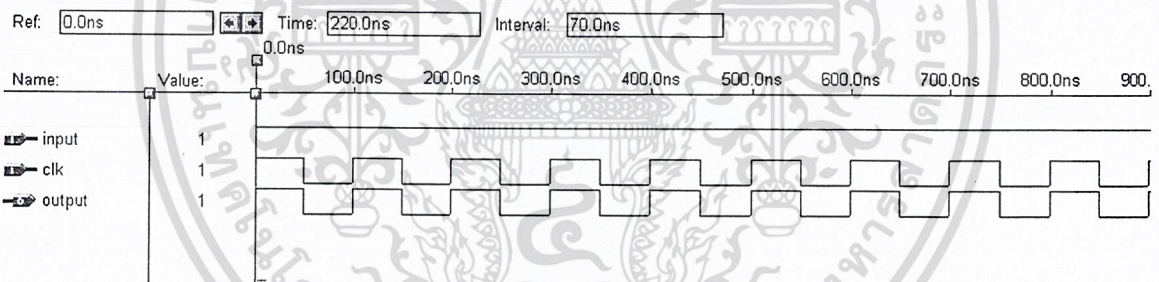 Ref: 0.0ns Time: 220.0ns Interval: 70.0ns
0.0ns
Name: Value: 100.0ns 200.0ns 300.0ns 400.0ns 500.0ns 600.0ns 700.0ns 800.0ns 900.
input 1
clk 1
output 1